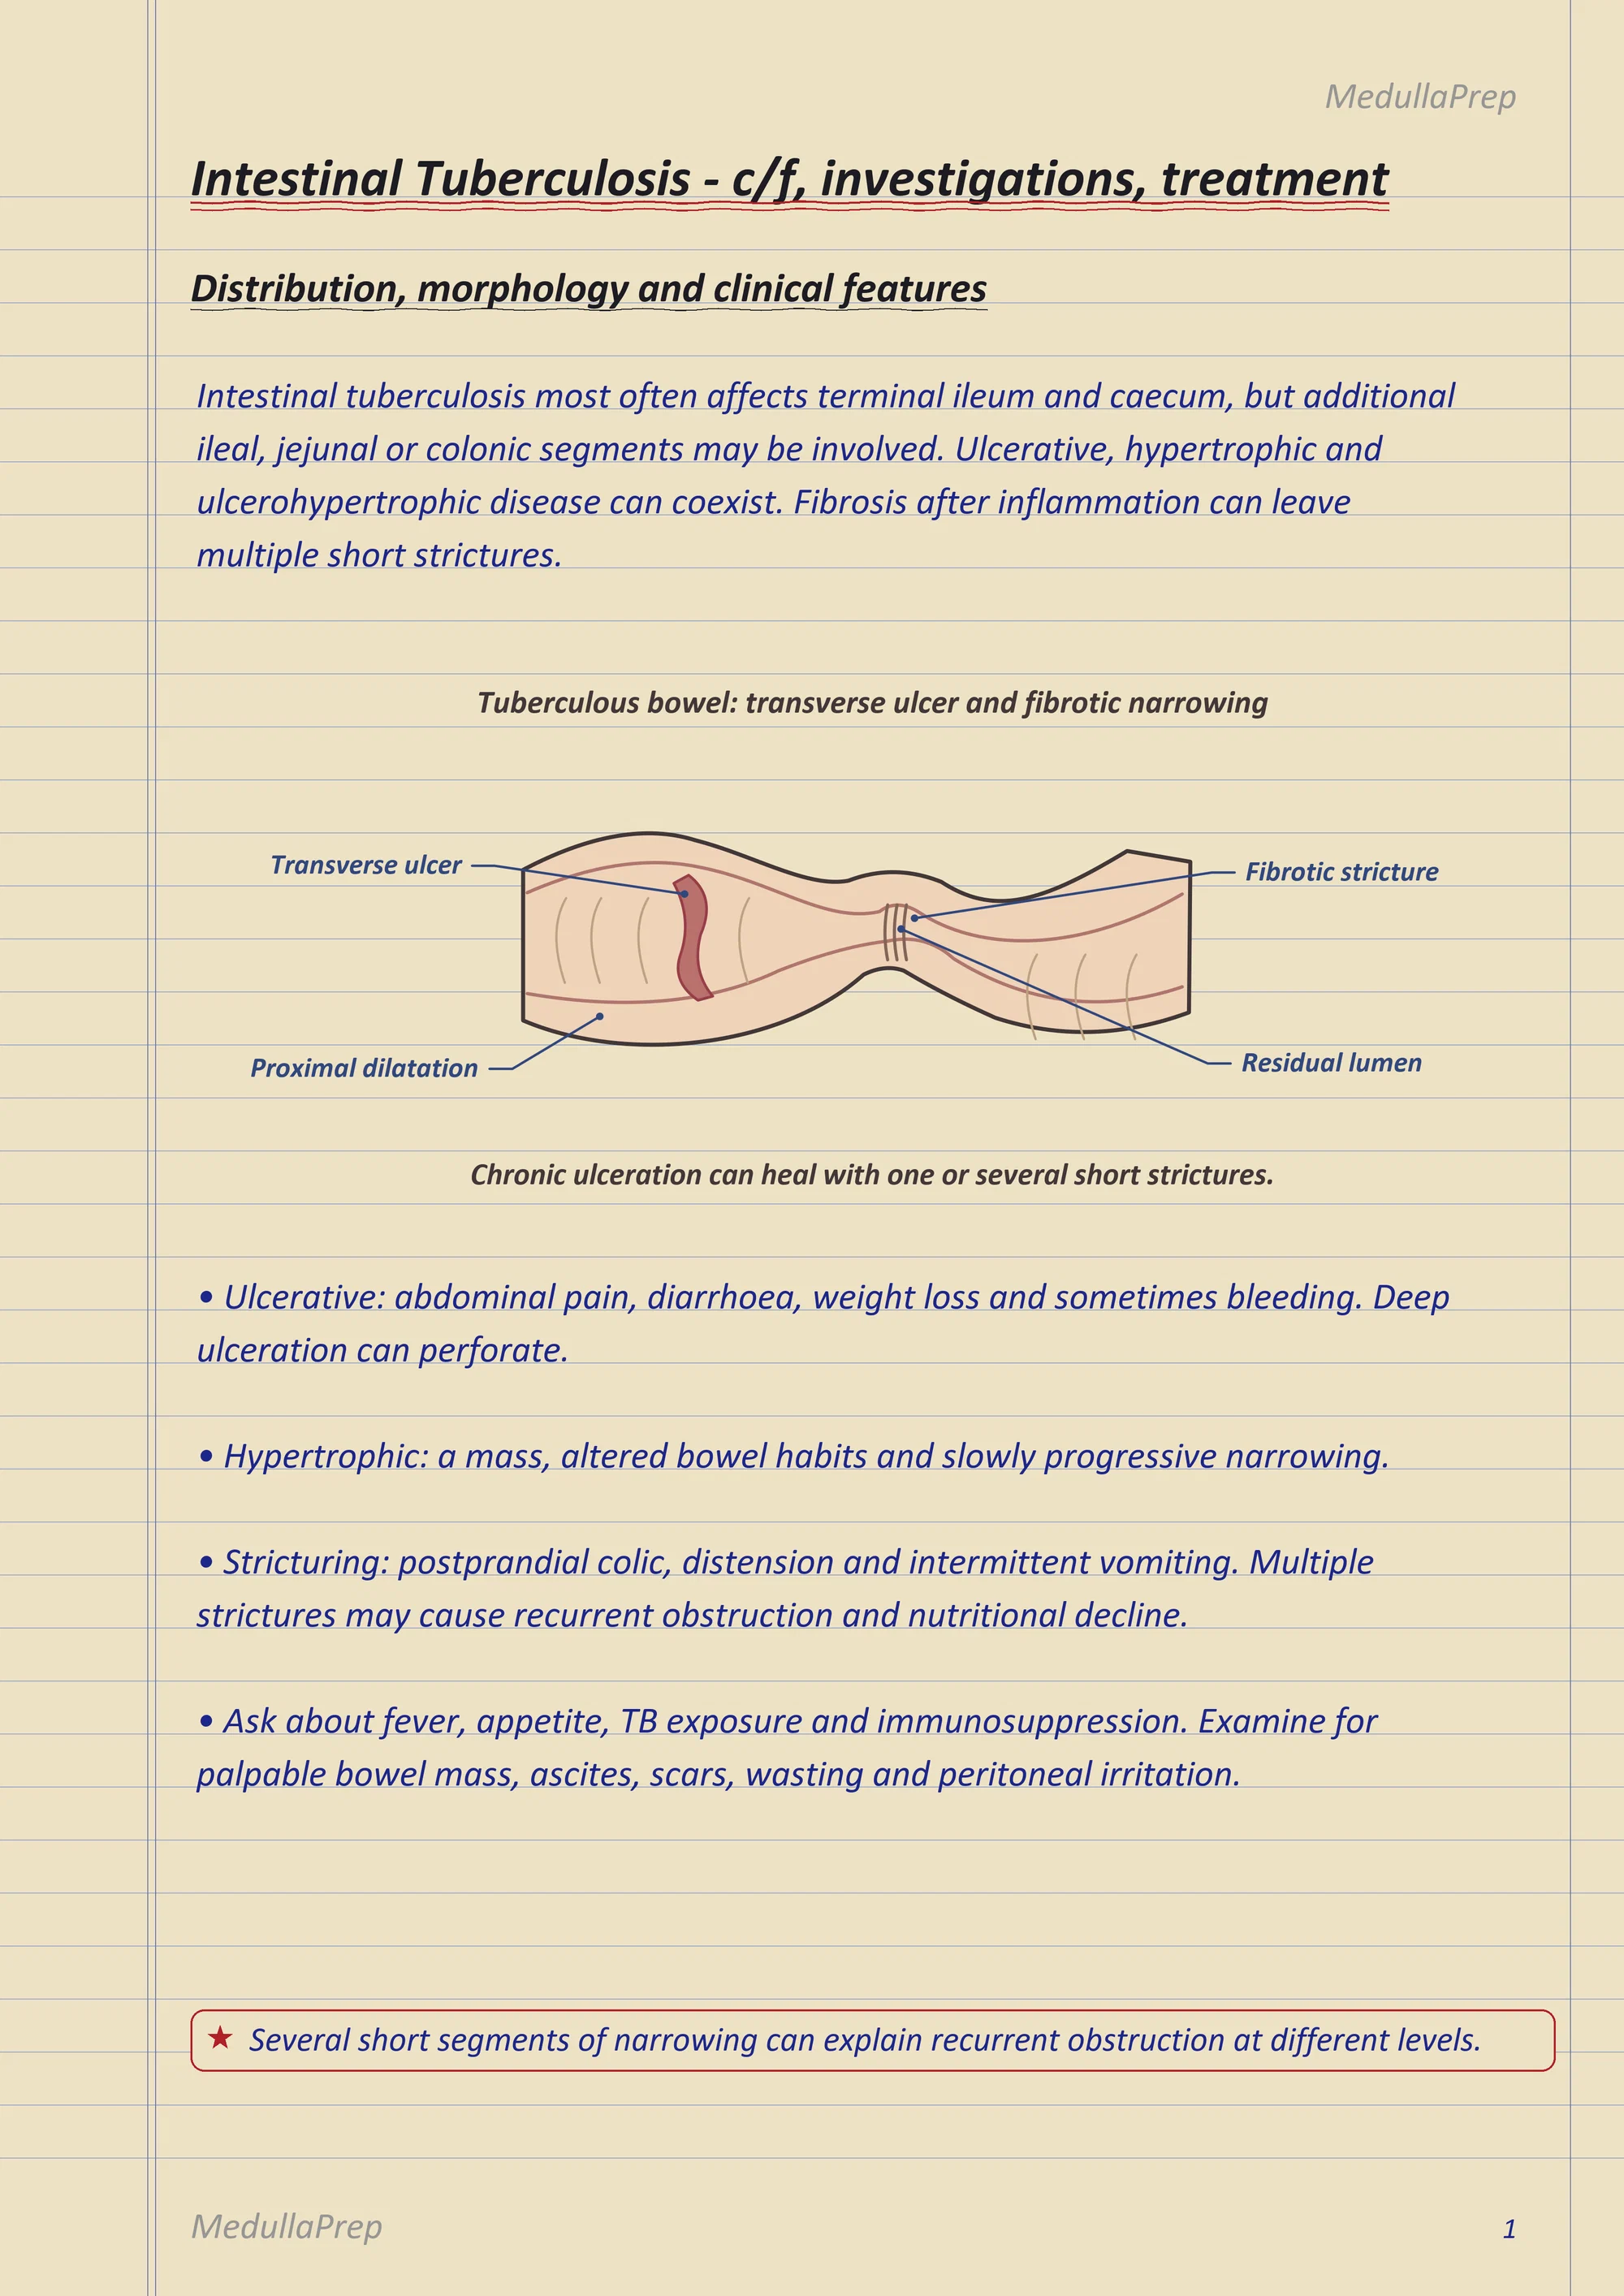 MedullaPrep
Intestinal Tuberculosis - c/f, investigations, treatment
Distribution, morphology and clinical features
Intestinal tuberculosis most often affects terminal ileum and caecum, but additional
ileal, jejunal or colonic segments may be involved. Ulcerative, hypertrophic and
ulcerohypertrophic disease can coexist. Fibrosis after inflammation can leave
multiple short strictures.
Tuberculous bowel: transverse ulcer and fibrotic narrowing
Transverse ulcer
Fibrotic stricture
Proximal dilatation
Residual lumen
Chronic ulceration can heal with one or several short strictures.
• Ulcerative: abdominal pain, diarrhoea, weight loss and sometimes bleeding. Deep
ulceration can perforate.
• Hypertrophic: a mass, altered bowel habits and slowly progressive narrowing.
• Stricturing: postprandial colic, distension and intermittent vomiting. Multiple
strictures may cause recurrent obstruction and nutritional decline.
• Ask about fever, appetite, TB exposure and immunosuppression. Examine for
palpable bowel mass, ascites, scars, wasting and peritoneal irritation.
★ Several short segments of narrowing can explain recurrent obstruction at different levels.
MedullaPrep
1